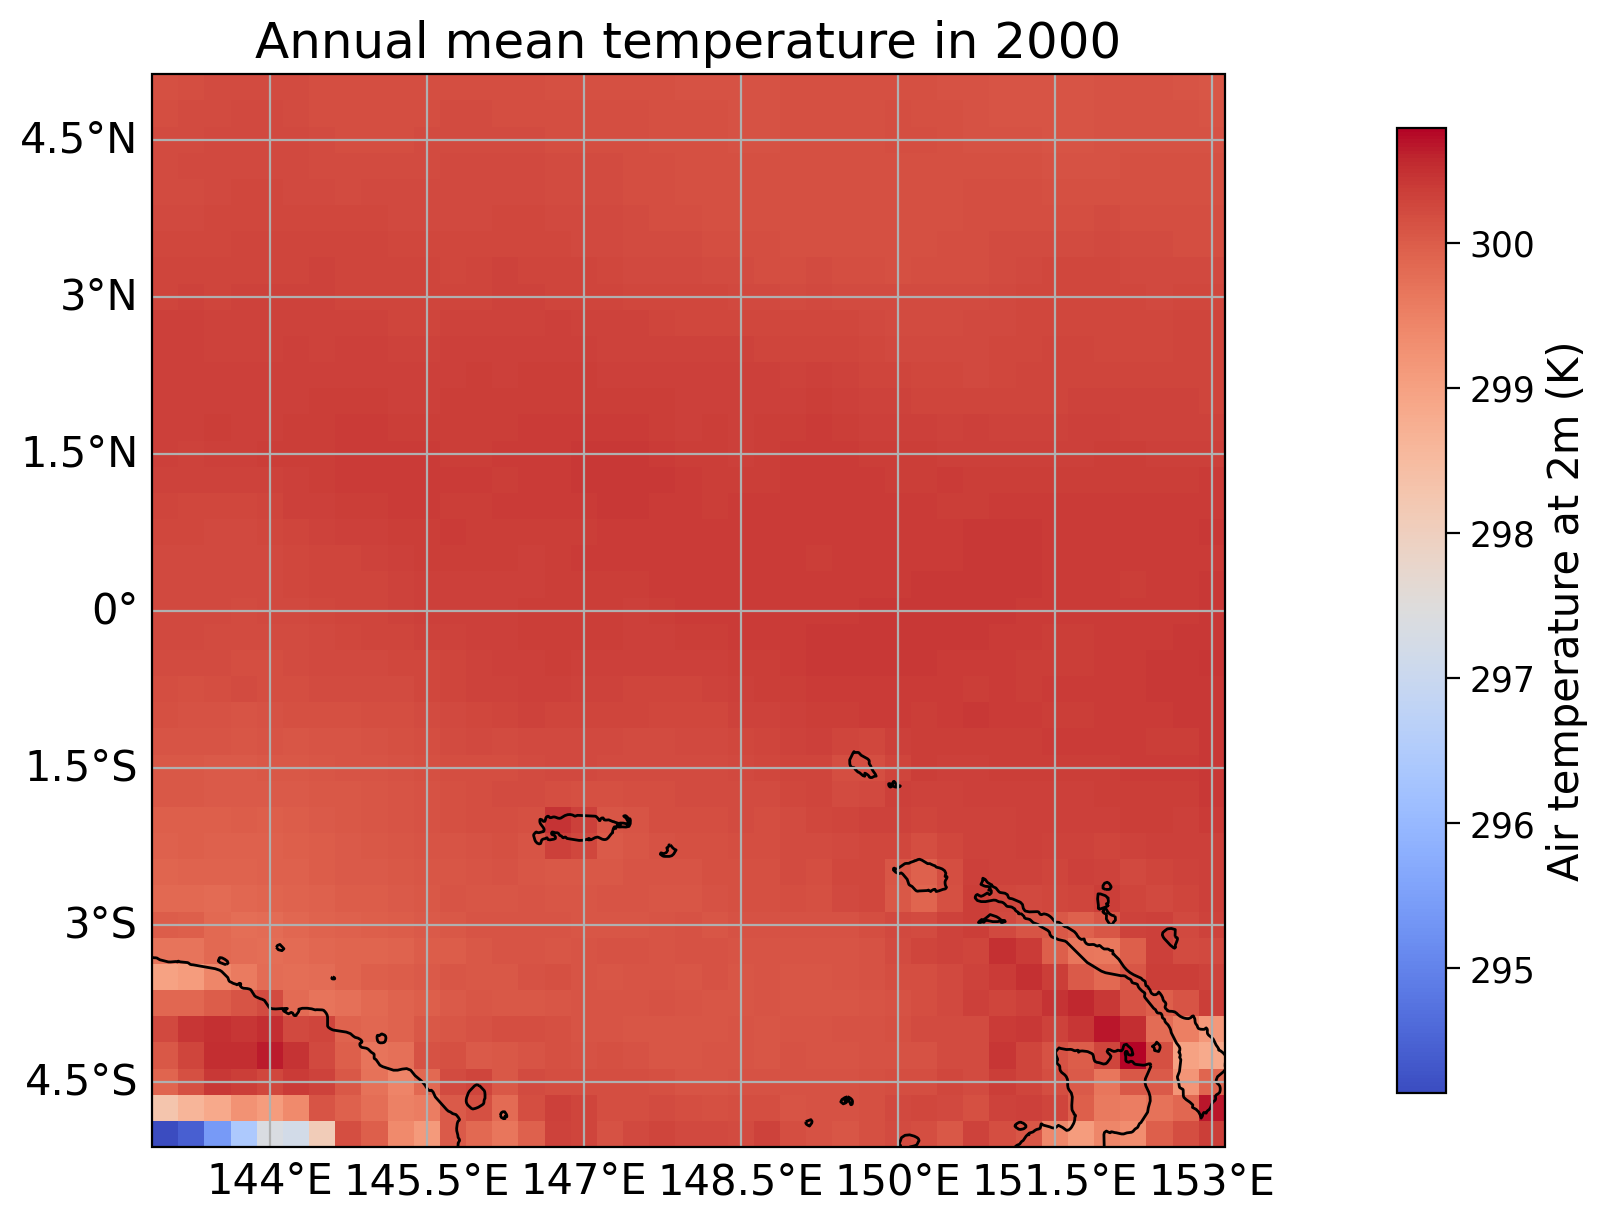 Annual mean temperature in 2000
4.5°N
3°N
1.5°N
0°
1.5°S
3°S
4.5°S
144°E 145.5°E 147°E 148.5°E 150°E 151.5°E 153°E
300
299
298
297
296
295
Air temperature at 2m (K)